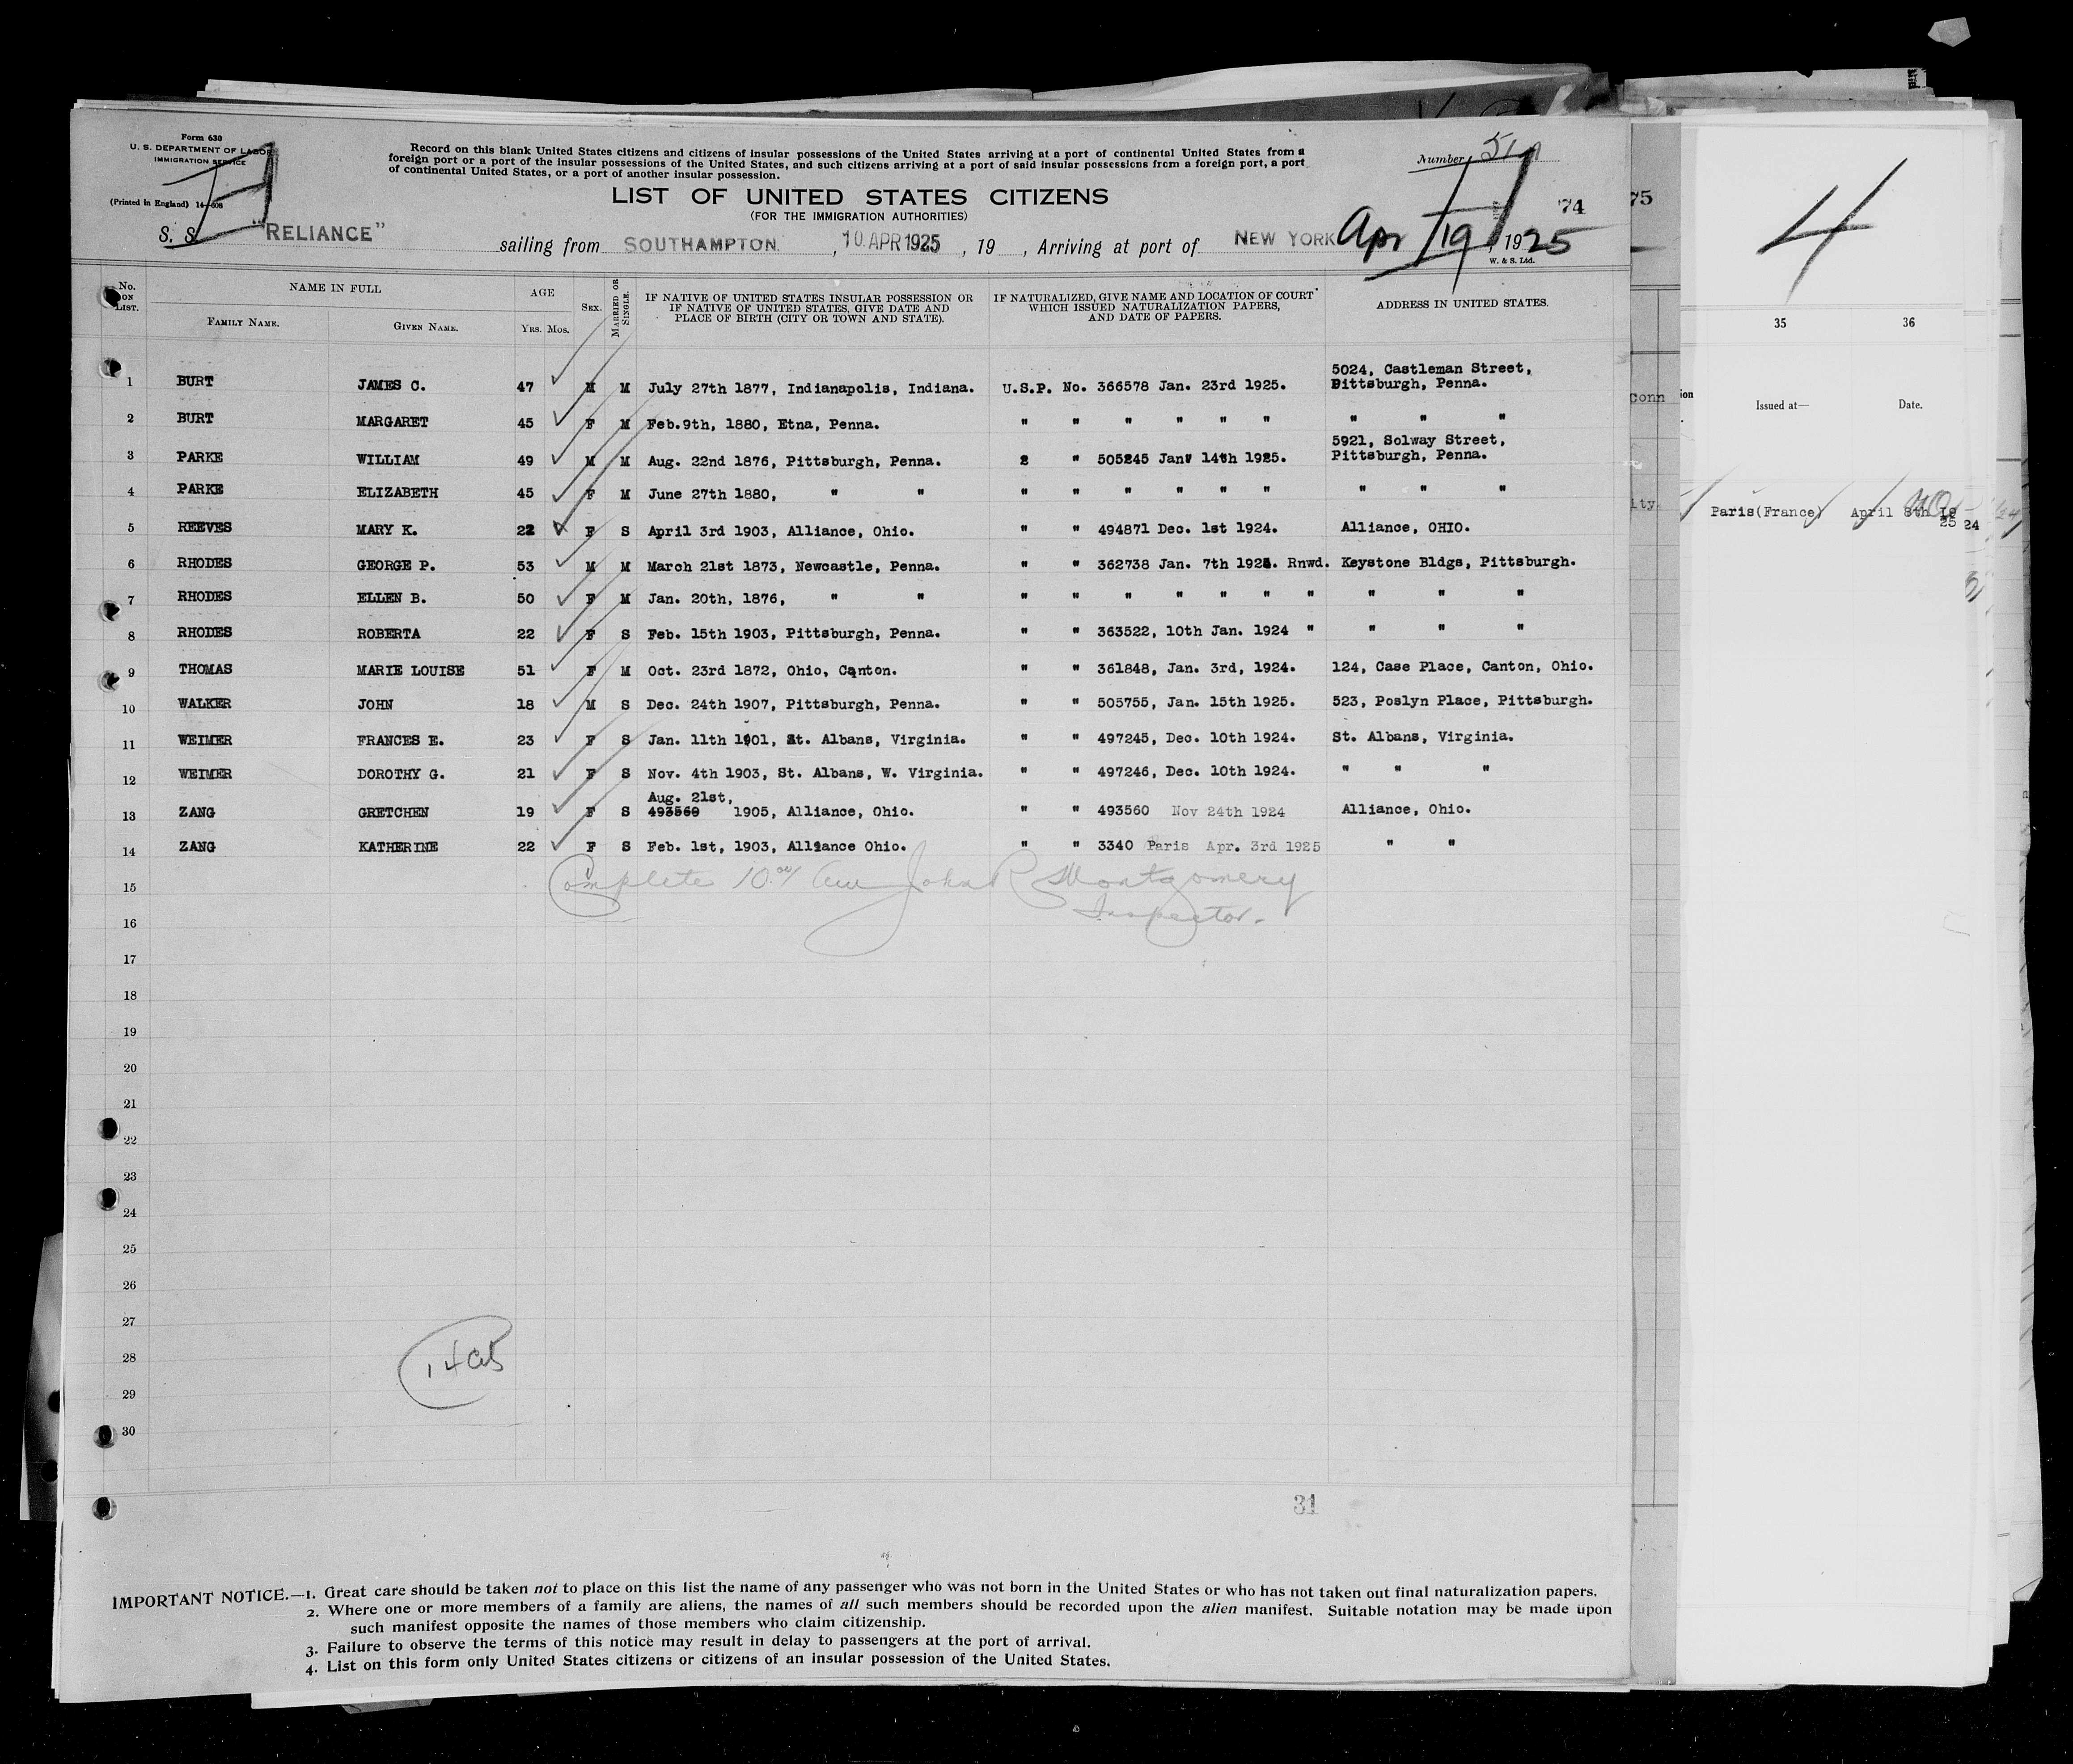 Form 630
U. S. DEPARTMENT OF LABOR
IMMIGRATION SERVICE
(Printed in England) 14—608
Record on this blank United States citizens and citizens of insular possessions of the United States arriving at a port of continental United States from a
foreign port or a port of the insular possessions of the United States, and such citizens arriving at a port of said insular possessions from a foreign port, a port
of continental United States, or a port of another insular possession.
Number 51
LIST OF UNITED STATES CITIZENS
(FOR THE IMMIGRATION AUTHORITIES)
74
S. S. "RELIANCE" sailing from SOUTHAMPTON, 10 APR 1925, 19 , Arriving at port of NEW YORK Apr 19, 1925
W. & S. Ltd.
No. ON LIST. NAME IN FULL AGE SEX. MARRIED OR SINGLE. IF NATIVE OF UNITED STATES INSULAR POSSESSION OR IF NATIVE OF UNITED STATES, GIVE DATE AND PLACE OF BIRTH (CITY OR TOWN AND STATE). IF NATURALIZED, GIVE NAME AND LOCATION OF COURT WHICH ISSUED NATURALIZATION PAPERS, AND DATE OF PAPERS. ADDRESS IN UNITED STATES.
FAMILY NAME. GIVEN NAME. YRS. MOS.
5024, Castleman Street,
1 BURT JAMES C. 47 M M July 27th 1877, Indianapolis, Indiana. U.S.P. No. 366578 Jan. 23rd 1925. Pittsburgh, Penna.
2 BURT MARGARET 45 F M Feb.9th, 1880, Etna, Penna. " " " " " " " " "
5921, Solway Street,
3 PARKE WILLIAM 49 M M Aug. 22nd 1876, Pittsburgh, Penna. " 505245 Jan. 14th 1925. Pittsburgh, Penna.
4 PARKE ELIZABETH 45 F M June 27th 1880, " " " " " " " " " " "
5 REEVES MARY K. 22 F S April 3rd 1903, Alliance, Ohio. " " 494871 Dec. 1st 1924. Alliance, OHIO.
6 RHODES GEORGE P. 53 M M March 21st 1873, Newcastle, Penna. " " 362738 Jan. 7th Rnwd. Keystone Bldgs, Pittsburgh.
7 RHODES ELLEN B. 50 F M Jan. 20th, 1876, " " " " " " " " " " " "
8 RHODES ROBERTA 22 F S Feb. 15th 1903, Pittsburgh, Penna. " " 363522, 10th Jan. 1924 " " " "
9 THOMAS MARIE LOUISE 51 F M Oct. 23rd 1872, Ohio, Canton. " " 361848, Jan. 3rd, 1924. 124, Case Place, Canton, Ohio.
10 WALKER JOHN 18 M S Dec. 24th 1907, Pittsburgh, Penna. " " 505755, Jan. 15th 1925. 523, Poslyn Place, Pittsburgh.
11 WEIMER FRANCES E. 23 F S Jan. 11th 1901, St. Albans, Virginia. " " 497245, Dec. 10th 1924. St. Albans, Virginia.
12 WEIMER DOROTHY G. 21 F S Nov. 4th 1903, St. Albans, W. Virginia. " " 497246, Dec. 10th 1924. " " "
Aug. 21st,
13 ZANG GRETCHEN 19 F S 493560 1905, Alliance, Ohio. " " 493560 Nov 24th 1924 Alliance, Ohio.
14 ZANG KATHERINE 22 F S Feb. 1st, 1903, Alliance Ohio. " " 3340 Paris Apr. 3rd 1925 " "
15 Complete 10.00 am John R Montgomery
16 Inspector.
17
18
19
20
21
22
23
24
25
26
27
28
29
30
31
IMPORTANT NOTICE.—1. Great care should be taken not to place on this list the name of any passenger who was not born in the United States or who has not taken out final naturalization papers.
2. Where one or more members of a family are aliens, the names of all such members should be recorded upon the alien manifest. Suitable notation may be made upon
such manifest opposite the names of those members who claim citizenship.
3. Failure to observe the terms of this notice may result in delay to passengers at the port of arrival.
4. List on this form only United States citizens or citizens of an insular possession of the United States.
75
Conn
ity
4
35 36
ion Issued at— Date.
Paris(France) April 8th 19
25 24